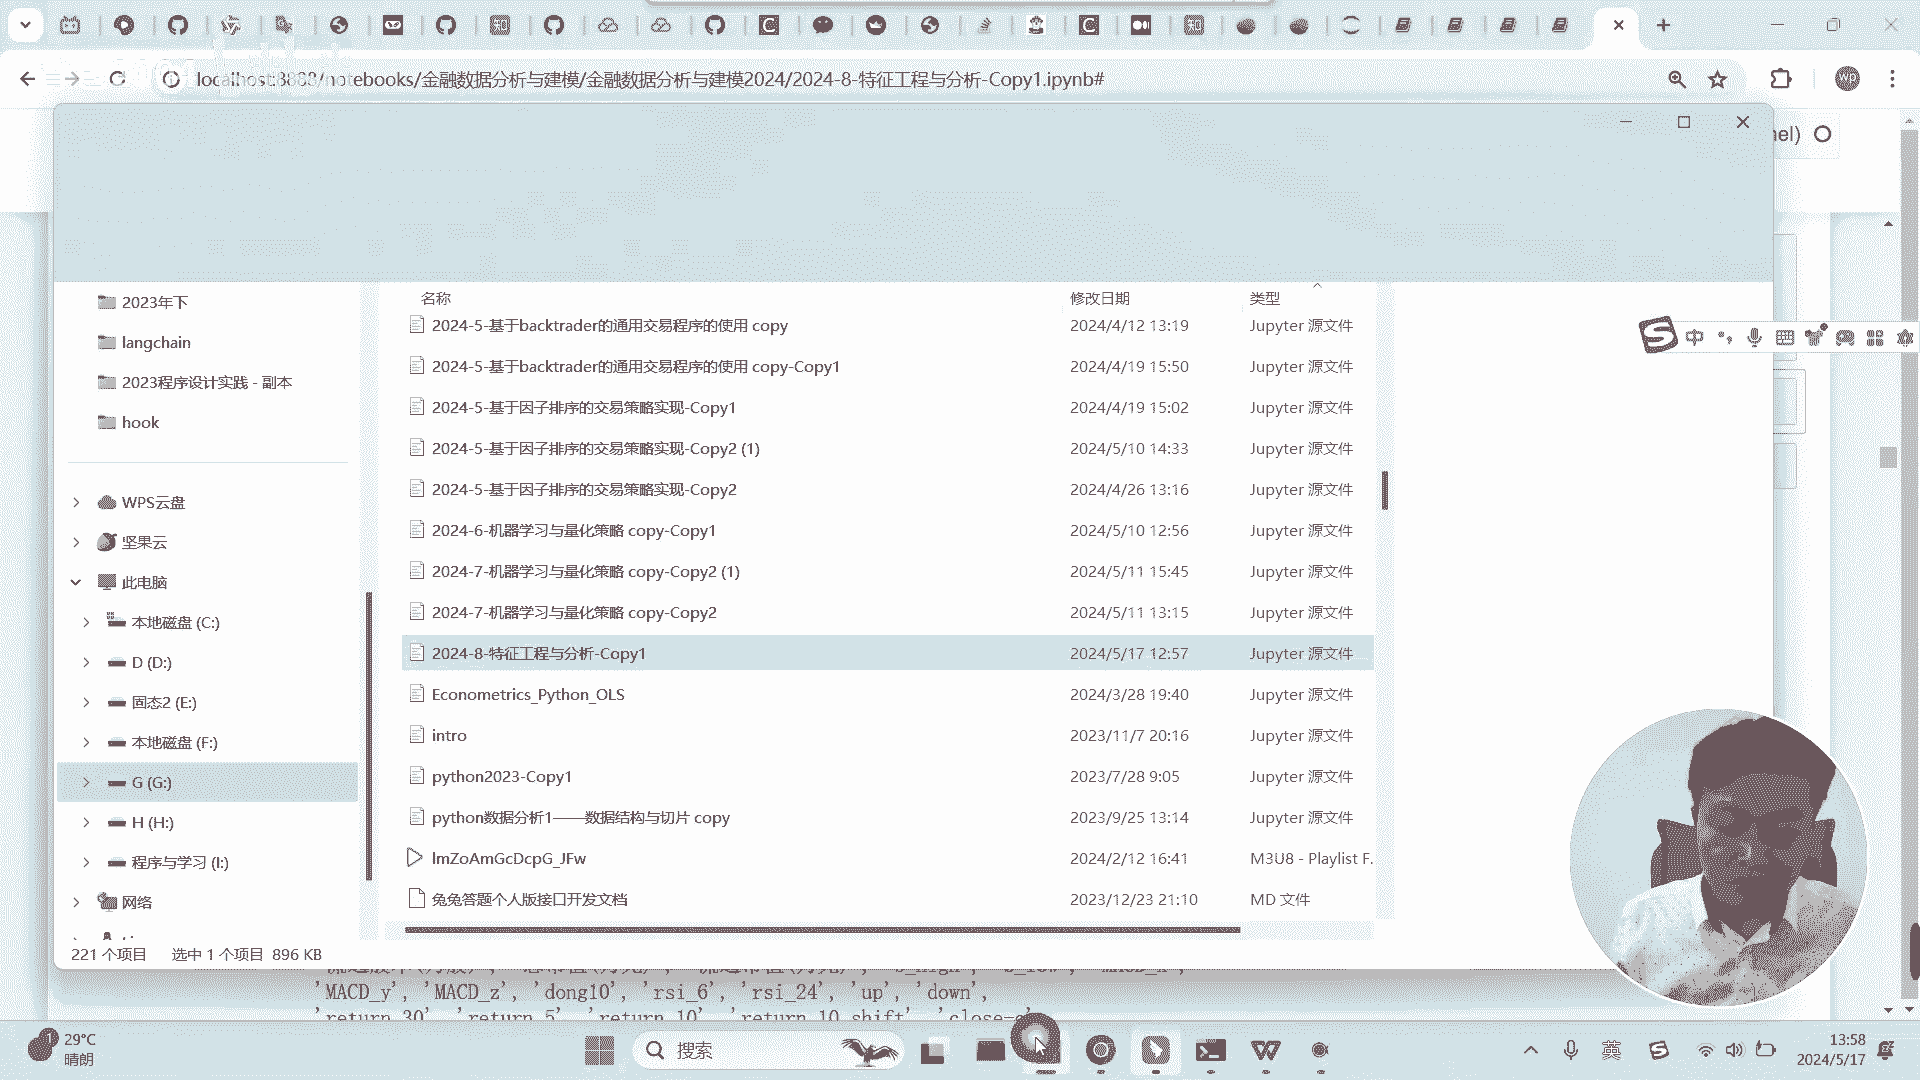 localhost:8888/notebooks/金融数据分析与建模/金融数据分析与建模2024/2024-8-特征工程与分析-Copy1.ipynb#
wp
nel)
2023年下
langchain
2023程序设计实践 - 副本
hook
WPS云盘
坚果云
此电脑
本地磁盘 (C:)
D (D:)
固态2 (E:)
本地磁盘 (F:)
G (G:)
H (H:)
程序与学习 (I:)
网络
名称 修改日期 类型
2024-5-基于backtrader的通用交易程序的使用 copy 2024/4/12 13:19 Jupyter 源文件
2024-5-基于backtrader的通用交易程序的使用 copy-Copy1 2024/4/19 15:50 Jupyter 源文件
2024-5-基于因子排序的交易策略实现-Copy1 2024/4/19 15:02 Jupyter 源文件
2024-5-基于因子排序的交易策略实现-Copy2 (1) 2024/5/10 14:33 Jupyter 源文件
2024-5-基于因子排序的交易策略实现-Copy2 2024/4/26 13:16 Jupyter 源文件
2024-6-机器学习与量化策略 copy-Copy1 2024/5/10 12:56 Jupyter 源文件
2024-7-机器学习与量化策略 copy-Copy2 (1) 2024/5/11 15:45 Jupyter 源文件
2024-7-机器学习与量化策略 copy-Copy2 2024/5/11 13:15 Jupyter 源文件
2024-8-特征工程与分析-Copy1 2024/5/17 12:57 Jupyter 源文件
Econometrics_Python_OLS 2024/3/28 19:40 Jupyter 源文件
intro 2023/11/7 20:16 Jupyter 源文件
python2023-Copy1 2023/7/28 9:05 Jupyter 源文件
python数据分析1——数据结构与切片 copy 2023/9/25 13:14 Jupyter 源文件
lmZoAmGcDcpG_JFw 2024/2/12 16:41 M3U8 - Playlist F.
兔兔答题个人版接口开发文档 2023/12/23 21:10 MD 文件
中
221 个项目 选中 1 个项目 896 KB
'MACD_y', 'MACD_z', 'dong10', 'rsi_6', 'rsi_24', 'up', 'down',
'return_30', 'return_5', 'return_10', 'return_10_shift', 'close=
29°C
晴朗
搜索
英
13:58
2024/5/17